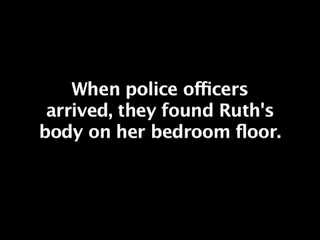 When police officers
arrived, they found Ruth's
body on her bedroom floor.